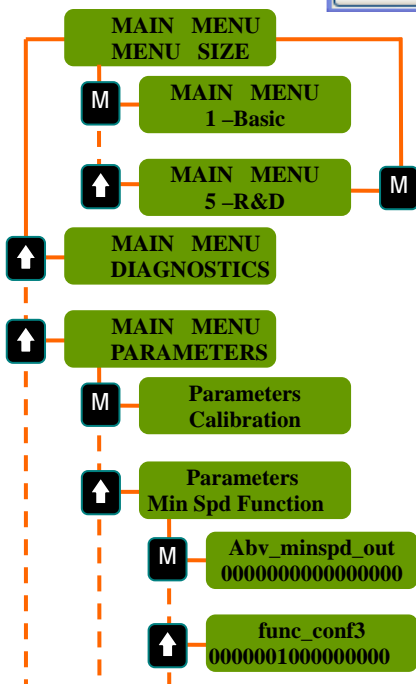 MAIN MENU
MENU SIZE
M
MAIN MENU
1 –Basic
MAIN MENU
5 –R&D
M
MAIN MENU
DIAGNOSTICS
MAIN MENU
PARAMETERS
M
Parameters
Calibration
Parameters
Min Spd Function
M
Abv_minspd_out
0000000000000000
func_conf3
0000001000000000